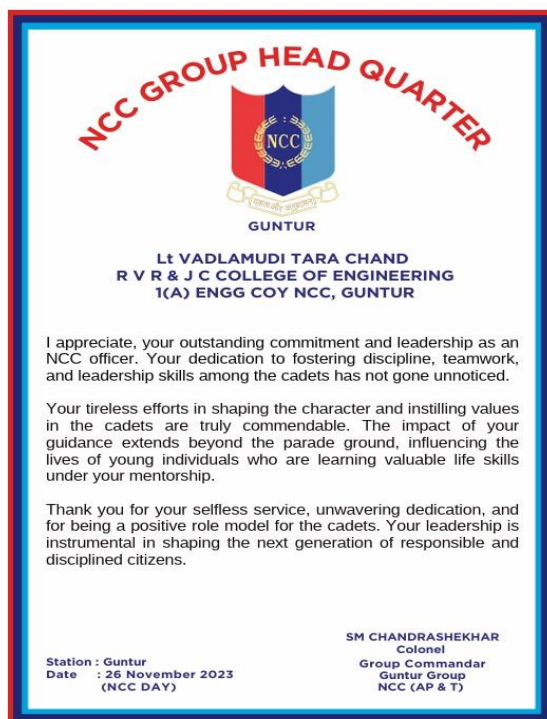 NCC GROUP HEAD QUARTER
NCC
एकता और अनुशासन
GUNTUR
Lt VADLAMUDI TARA CHAND
R V R & J C COLLEGE OF ENGINEERING
1(A) ENGG COY NCC, GUNTUR
I appreciate, your outstanding commitment and leadership as an
NCC officer. Your dedication to fostering discipline, teamwork,
and leadership skills among the cadets has not gone unnoticed.
Your tireless efforts in shaping the character and instilling values
in the cadets are truly commendable. The impact of your
guidance extends beyond the parade ground, influencing the
lives of young individuals who are learning valuable life skills
under your mentorship.
Thank you for your selfless service, unwavering dedication, and
for being a positive role model for the cadets. Your leadership is
instrumental in shaping the next generation of responsible and
disciplined citizens.
SM CHANDRASHEKHAR
Colonel
Group Commandar
Guntur Group
NCC (AP & T)
Station : Guntur
Date : 26 November 2023
(NCC DAY)